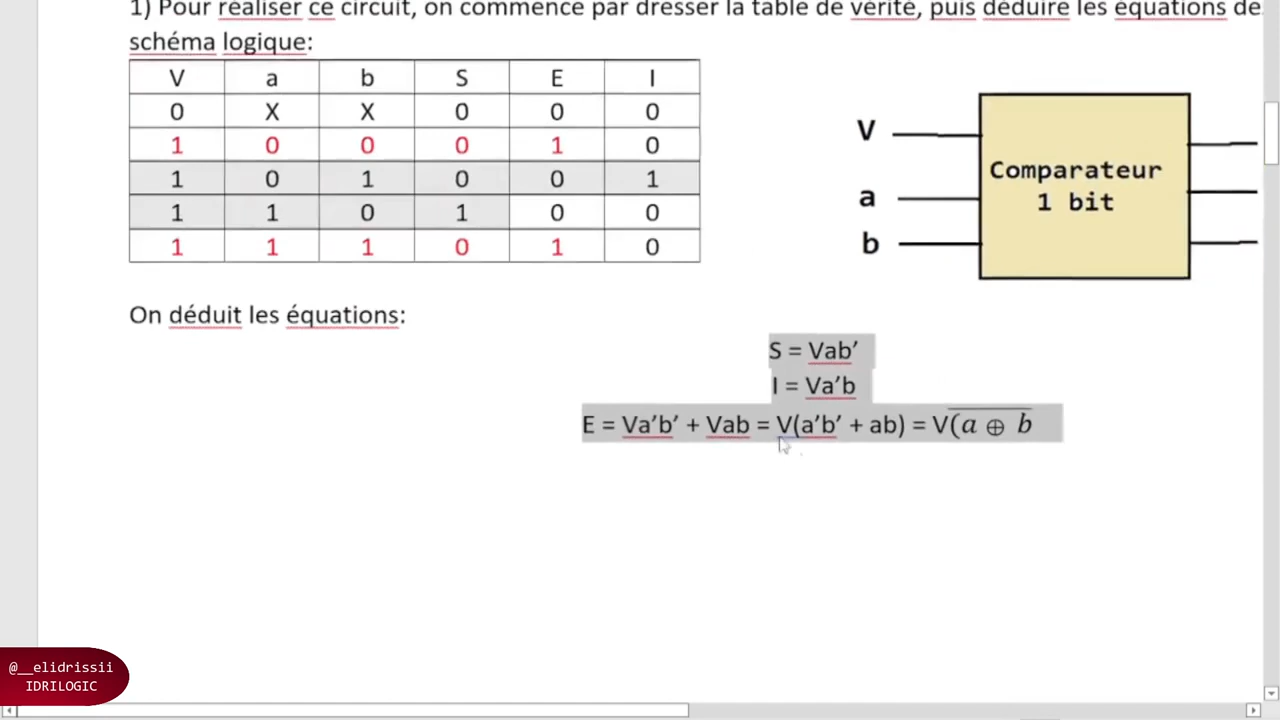 1) Pour réaliser ce circuit, on commence par dresser la table de vérité, puis déduire les équations de
schéma logique:
V a b S E I
0 X X 0 0 0
1 0 0 0 1 0
1 0 1 0 0 1
1 1 0 1 0 0
1 1 1 0 1 0
V
a
b
Comparateur
1 bit
On déduit les équations:
S = Vab′
I = Va′b
E = Va′b′ + Vab = V(a′b′ + ab) = V(\overline{a ⊕ b}
@__elidrissii
IDRILOGIC